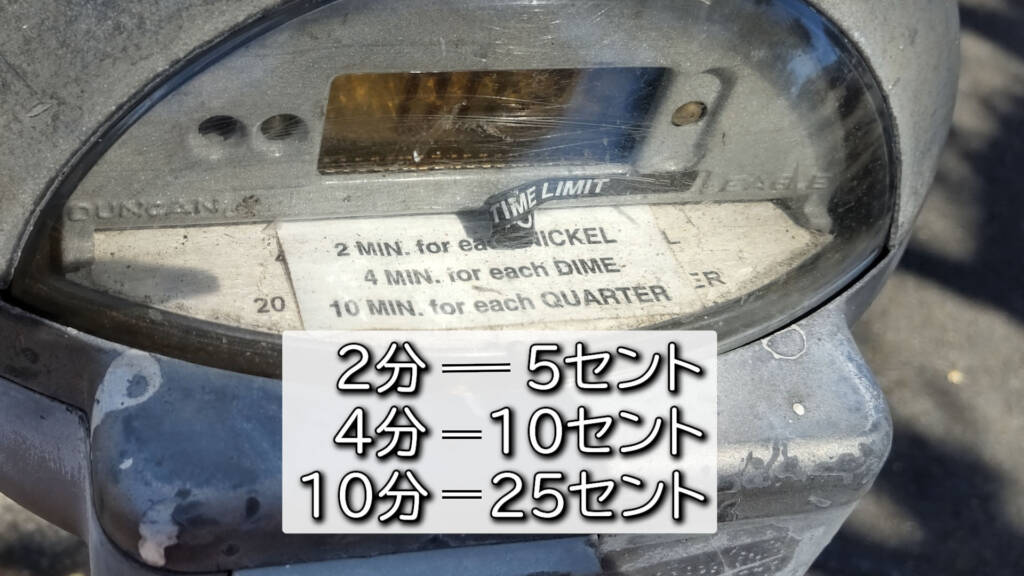 DUNCAN
EAGLE
TIME LIMIT
2 MIN. for each NICKEL
4 MIN. for each DIME
20
10 MIN. for each QUARTER
2分 = 5セント
4分 = 10セント
10分 = 25セント